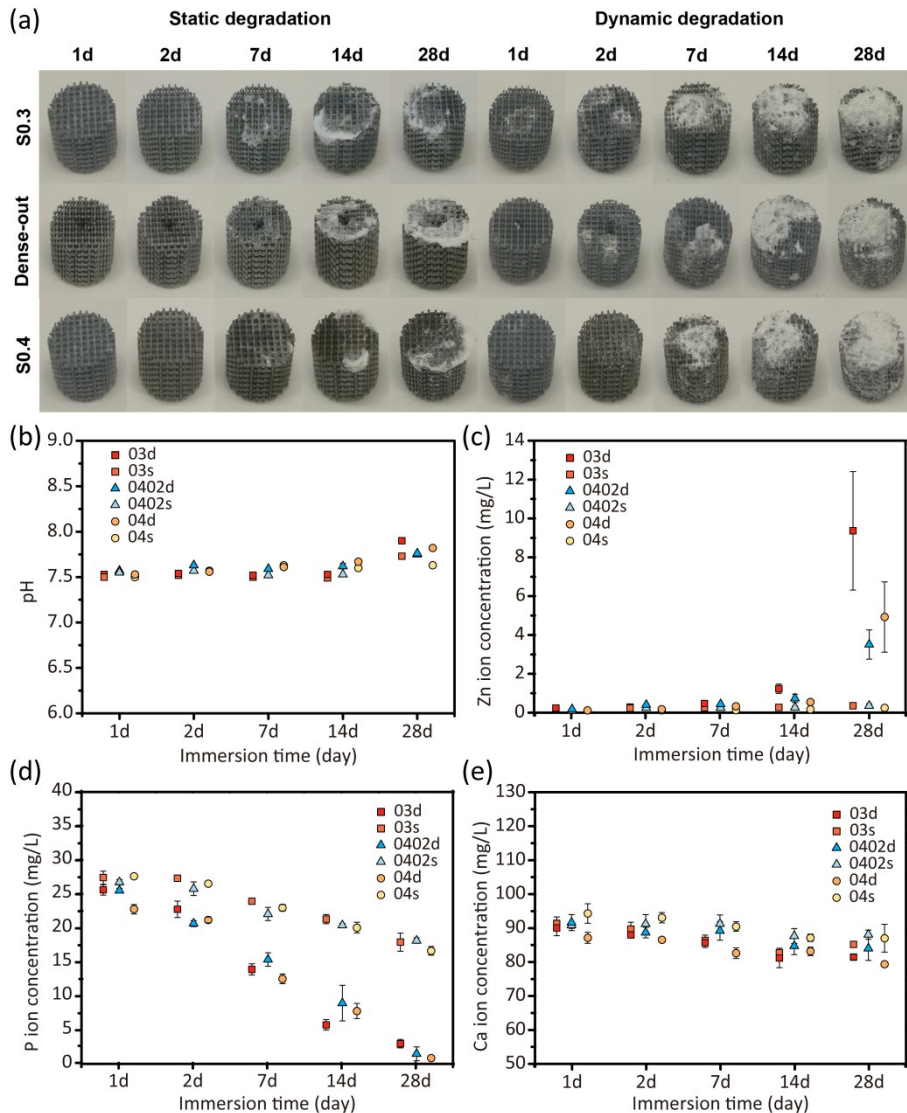 (a)
Static degradation Dynamic degradation
1d 2d 7d 14d 28d 1d 2d 7d 14d 28d
S0.3
Dense-out
S0.4
(b)
9.0
8.5
8.0
7.5
7.0
6.5
6.0
pH
03d
03s
0402d
0402s
04d
04s
1d 2d 7d 14d 28d
Immersion time (day)
(c)
14
12
10
8
6
4
2
0
Zn ion concentration (mg/L)
03d
03s
0402d
0402s
04d
04s
1d 2d 7d 14d 28d
Immersion time (day)
(d)
40
35
30
25
20
15
10
5
0
P ion concentration (mg/L)
03d
03s
0402d
0402s
04d
04s
1d 2d 7d 14d 28d
Immersion time (day)
(e)
130
120
110
100
90
80
70
60
50
Ca ion concentration (mg/L)
03d
03s
0402d
0402s
04d
04s
1d 2d 7d 14d 28d
Immersion time (day)